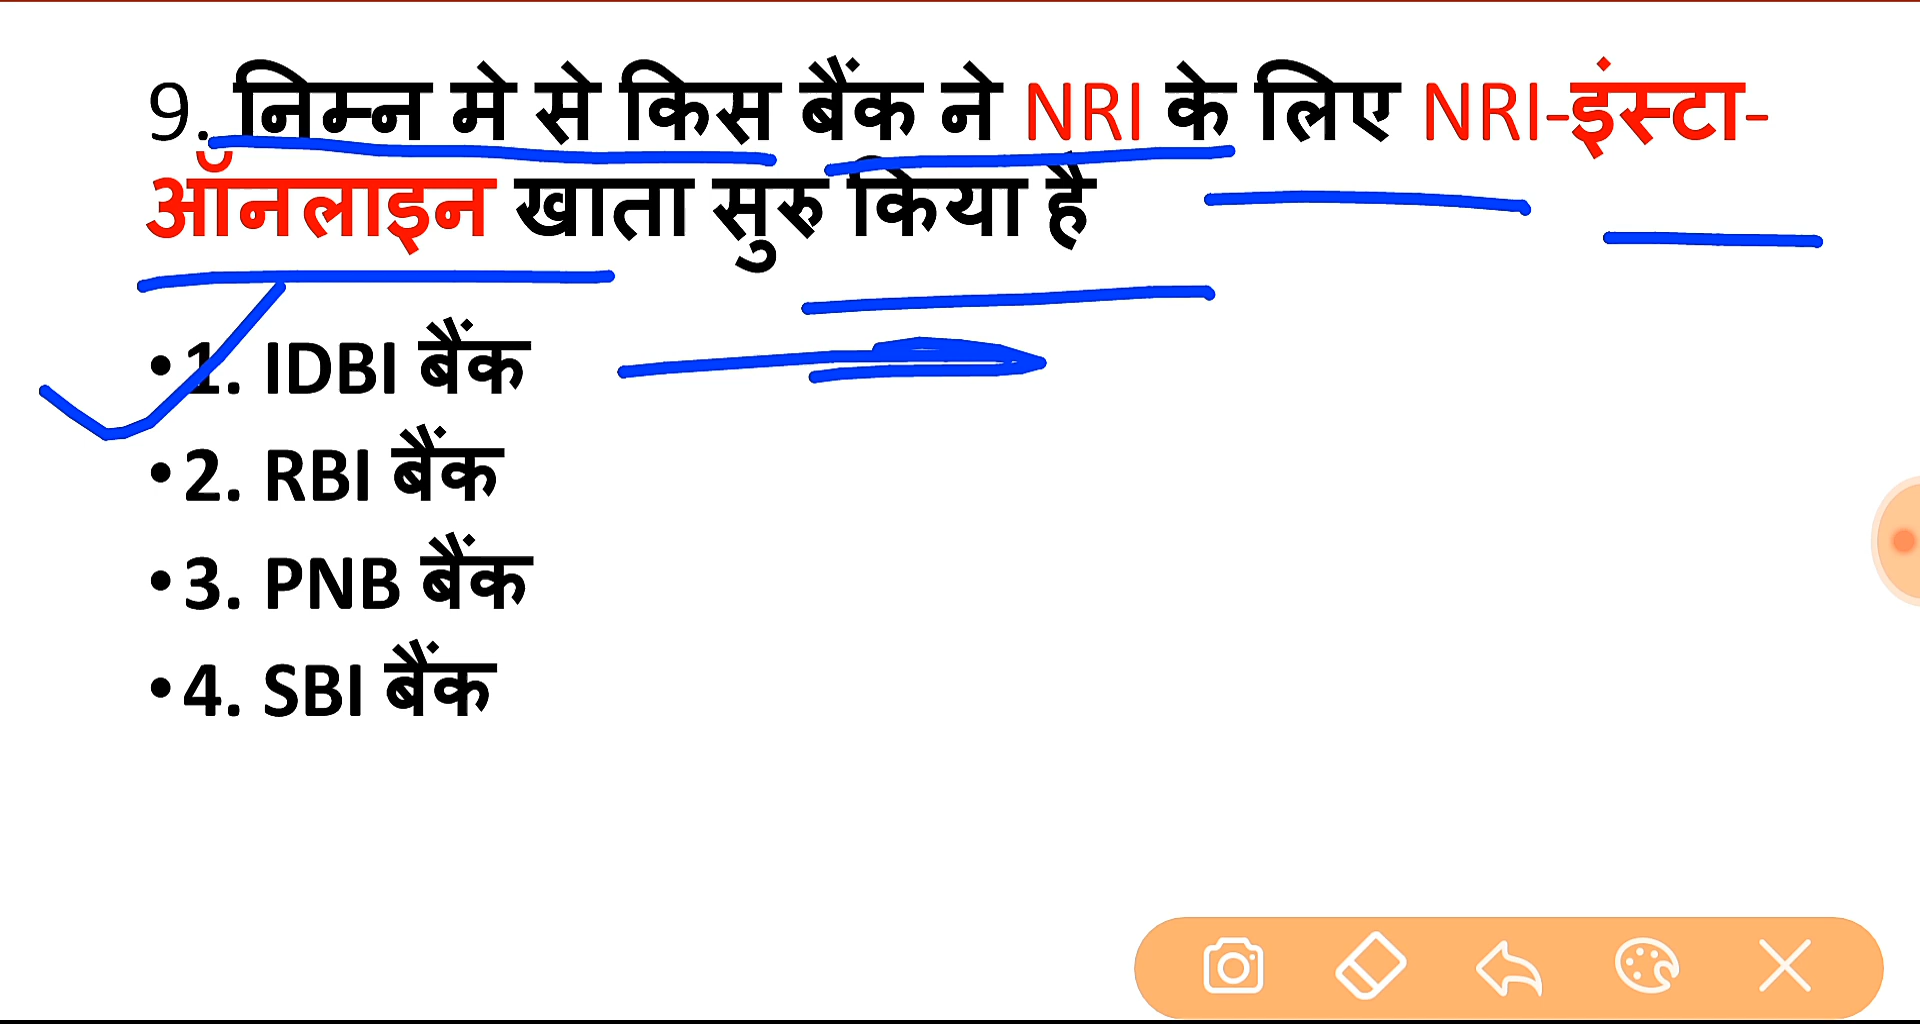 9. निम्न मे से किस बैंक ने NRI के लिए NRI-इंस्टा-
ऑनलाइन खाता सुरु किया है
•1. IDBI बैंक
•2. RBI बैंक
•3. PNB बैंक
•4. SBI बैंक